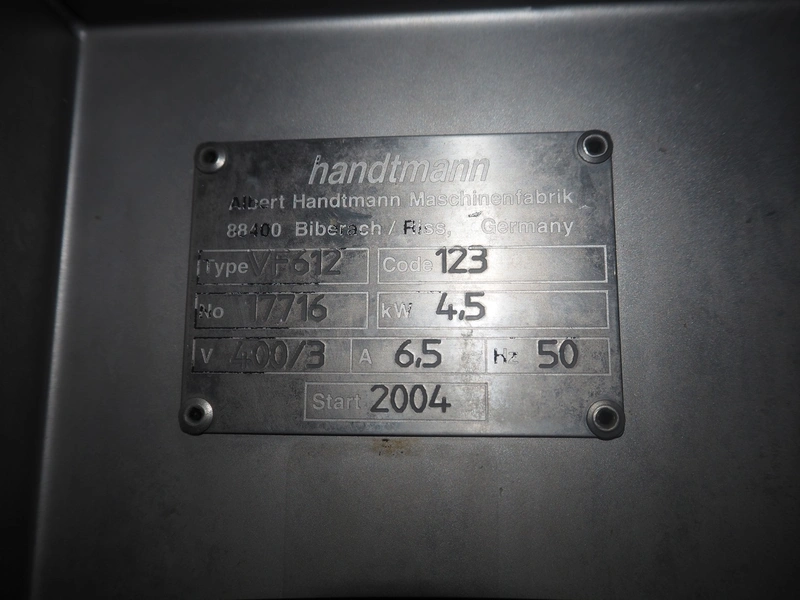 handtmann
Albert Handtmann Maschinenfabrik
88400 Biberach / Riss, Germany
Type VF612 Code 123
No 17716 kW 4,5
V 400/3 A 6,5 Hz 50
Start 2004